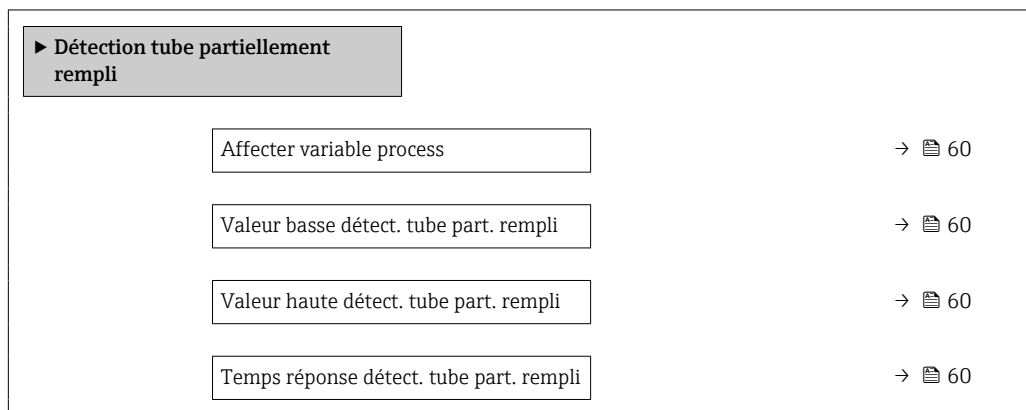 ► Détection tube partiellement
rempli
Affecter variable process → 60
Valeur basse détect. tube part. rempli → 60
Valeur haute détect. tube part. rempli → 60
Temps réponse détect. tube part. rempli → 60